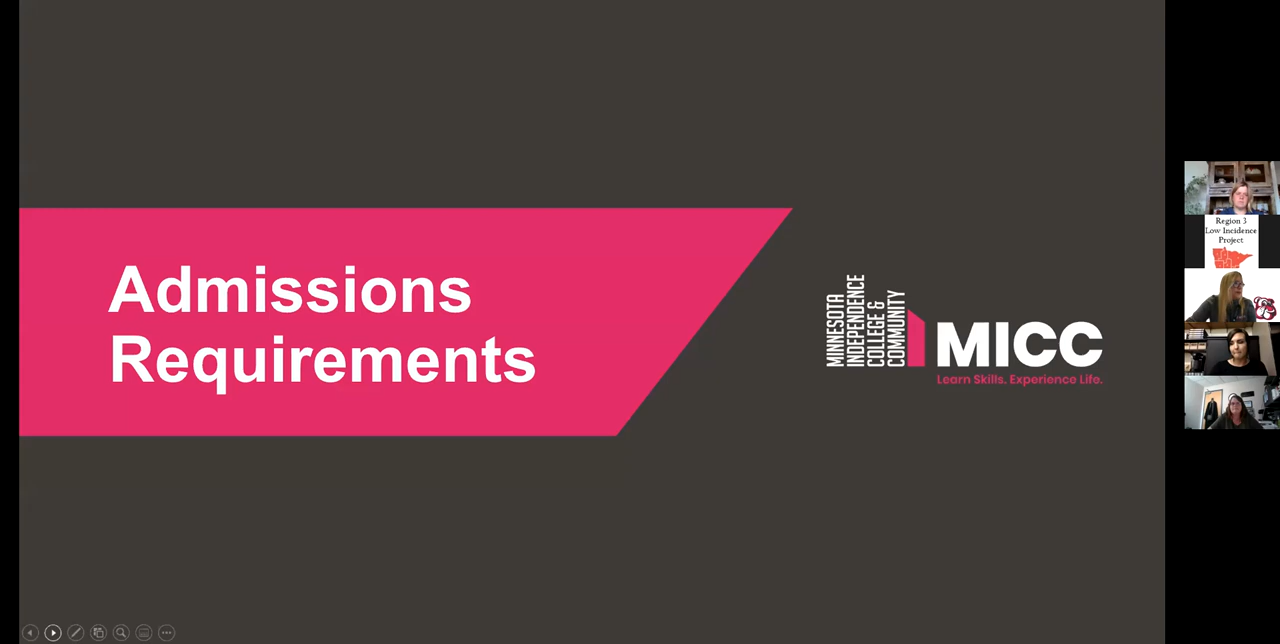 Admissions
Requirements
MINNESOTA
INDEPENDENCE
COLLEGE &
COMMUNITY
MICC
Learn Skills. Experience Life.
Region 3
Low Incidence
Project